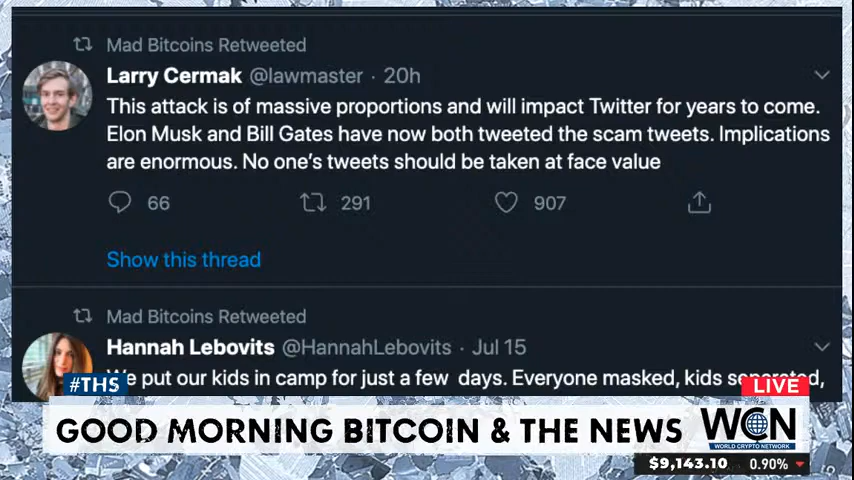 Mad Bitcoins Retweeted
Larry Cermak @lawmaster · 20h
This attack is of massive proportions and will impact Twitter for years to come.
Elon Musk and Bill Gates have now both tweeted the scam tweets. Implications
are enormous. No one's tweets should be taken at face value
66 291 907
Show this thread
Mad Bitcoins Retweeted
Hannah Lebovits @HannahLebovits · Jul 15
We put our kids in camp for just a few days. Everyone masked, kids separated,
#THS
LIVE
GOOD MORNING BITCOIN & THE NEWS
WCN
WORLD CRYPTO NETWORK
$9,143.10 0.90%